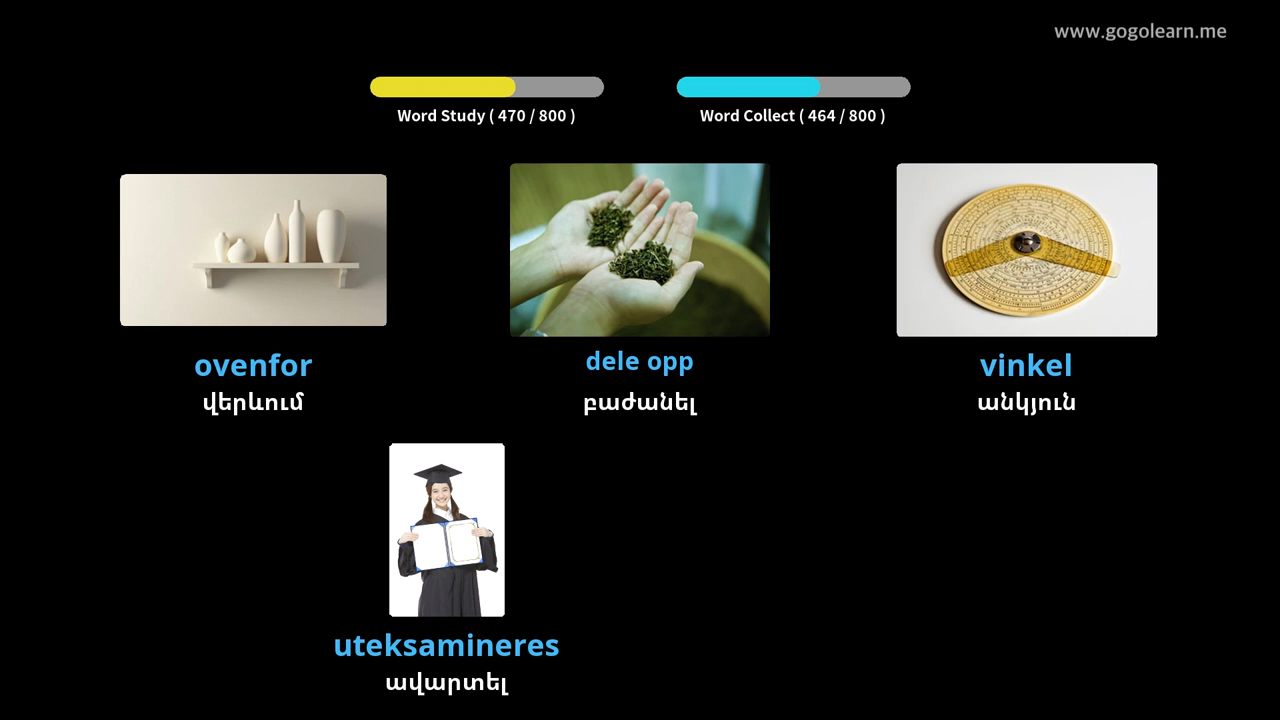 www.gogolearn.me
Word Study ( 470 / 800 )
Word Collect ( 464 / 800 )
ovenfor
վերևում
dele opp
բաժանել
vinkel
անկյուն
uteksamineres
ավարտել